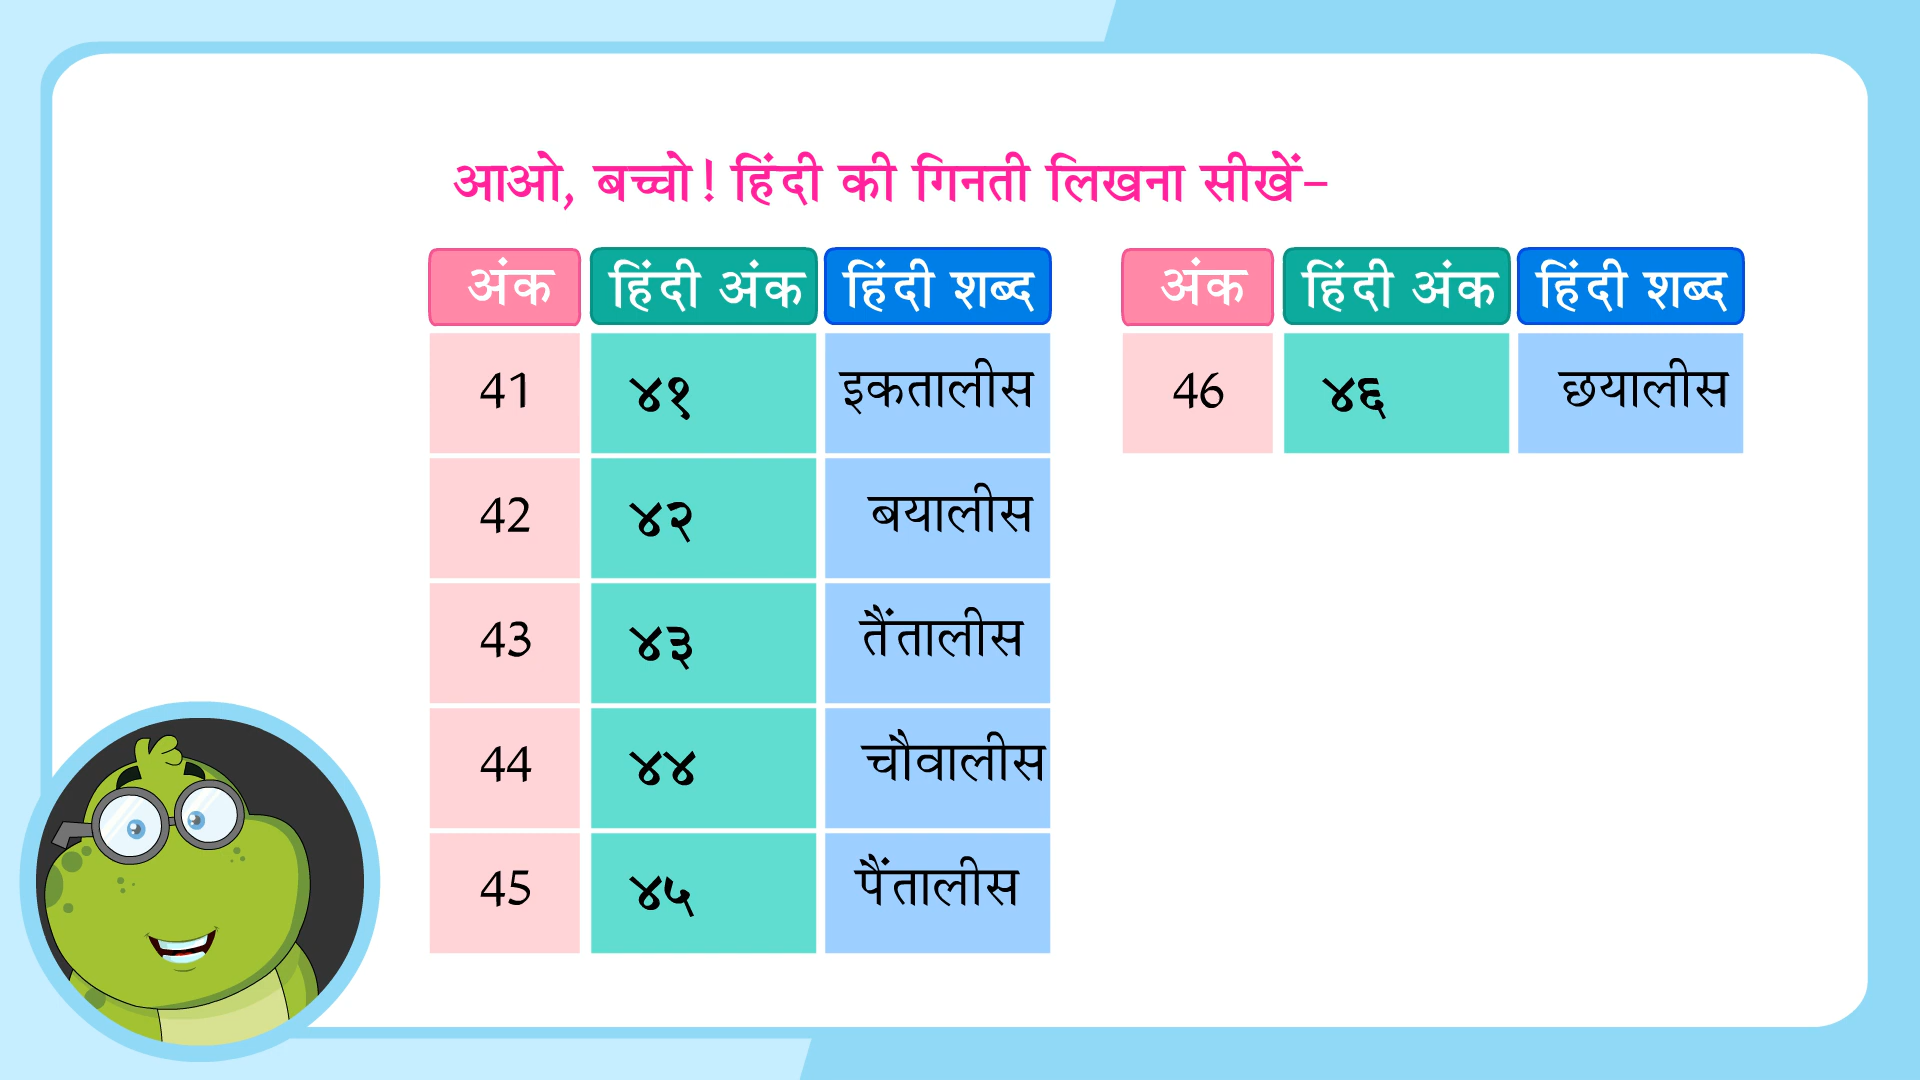 आओ, बच्चो! हिंदी की गिनती लिखना सीखें–
अंक हिंदी अंक हिंदी शब्द
41 ४१ इकतालीस
42 ४२ बयालीस
43 ४३ तैंतालीस
44 ४४ चौवालीस
45 ४५ पैंतालीस
अंक हिंदी अंक हिंदी शब्द
46 ४६ छयालीस